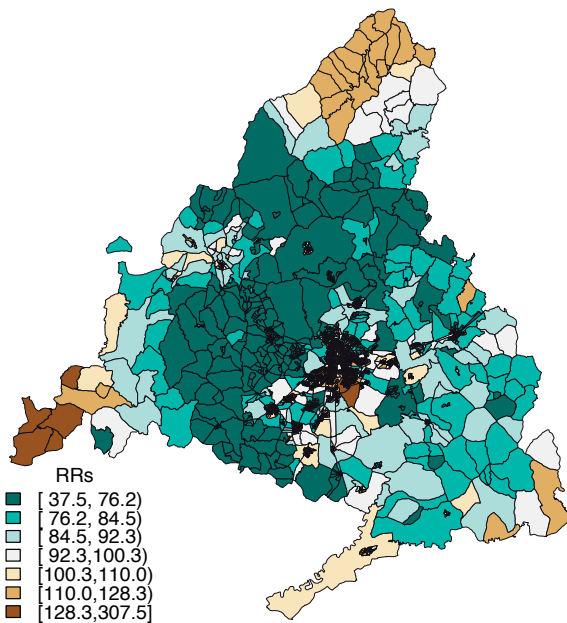 RRs
[ 37.5, 76.2)
[ 76.2, 84.5)
[ 84.5, 92.3)
[ 92.3,100.3)
[100.3,110.0)
[110.0,128.3)
[128.3,307.5]